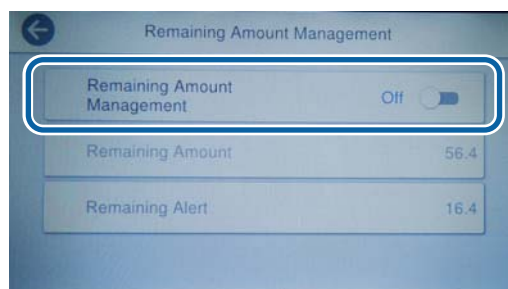 Remaining Amount Management
Remaining Amount
Management
Off
Remaining Amount
56.4
Remaining Alert
16.4